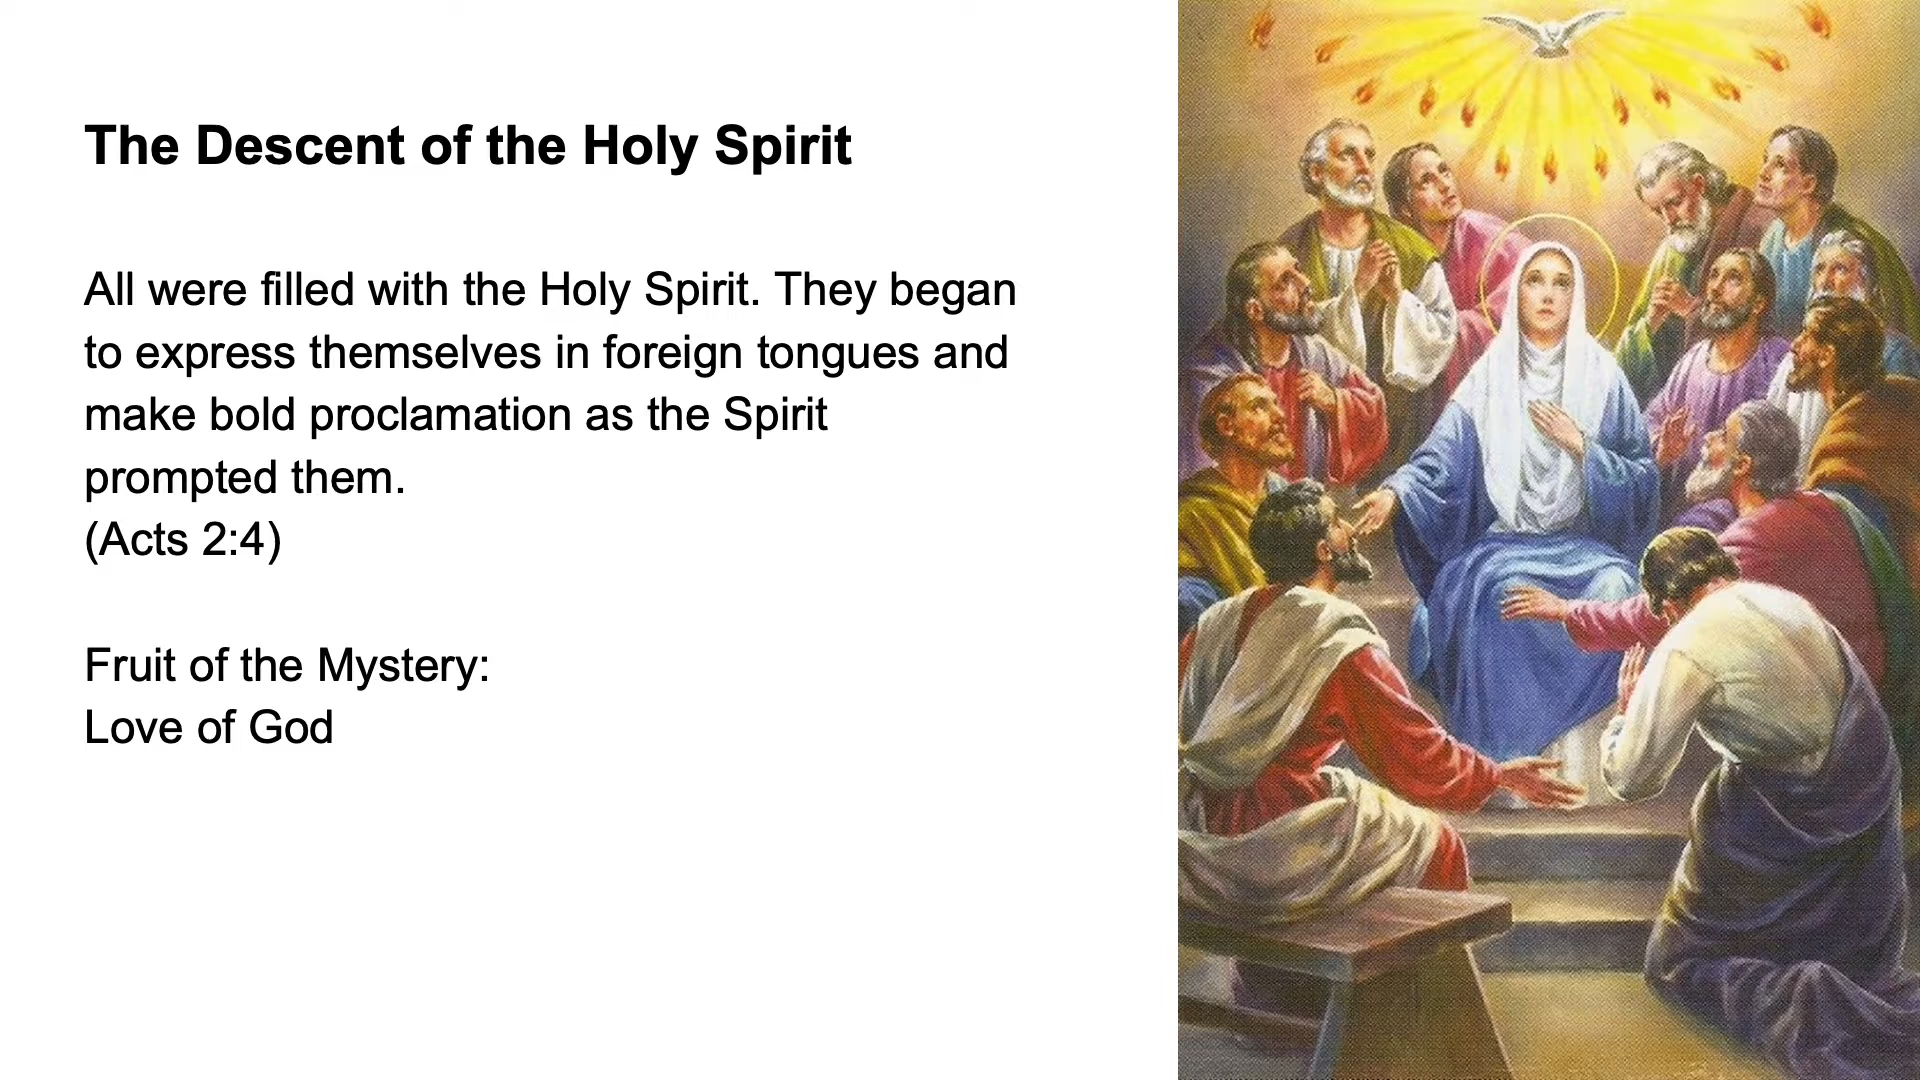 The Descent of the Holy Spirit
All were filled with the Holy Spirit. They began
to express themselves in foreign tongues and
make bold proclamation as the Spirit
prompted them.
(Acts 2:4)
Fruit of the Mystery:
Love of God